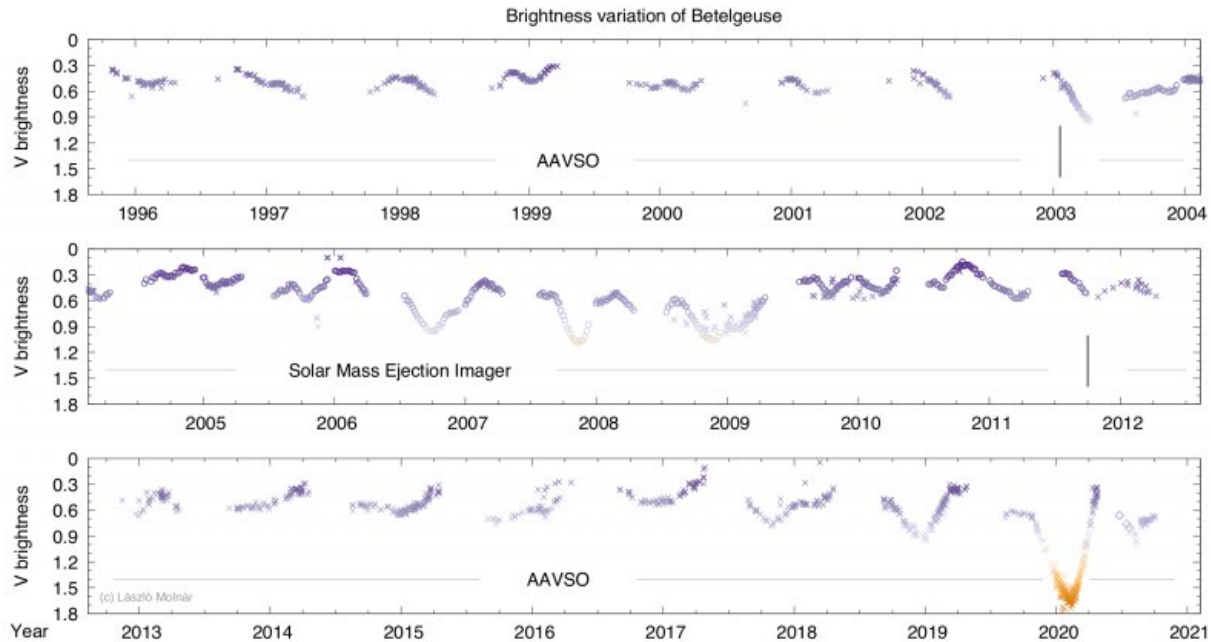 Brightness variation of Betelgeuse
V brightness
0
0.3
0.6
0.9
1.2
1.5
1.8
AAVSO
1996 1997 1998 1999 2000 2001 2002 2003 2004
V brightness
0
0.3
0.6
0.9
1.2
1.5
1.8
Solar Mass Ejection Imager
2005 2006 2007 2008 2009 2010 2011 2012
V brightness
0
0.3
0.6
0.9
1.2
1.5
1.8
AAVSO
(c) László Molnár
Year 2013 2014 2015 2016 2017 2018 2019 2020 2021